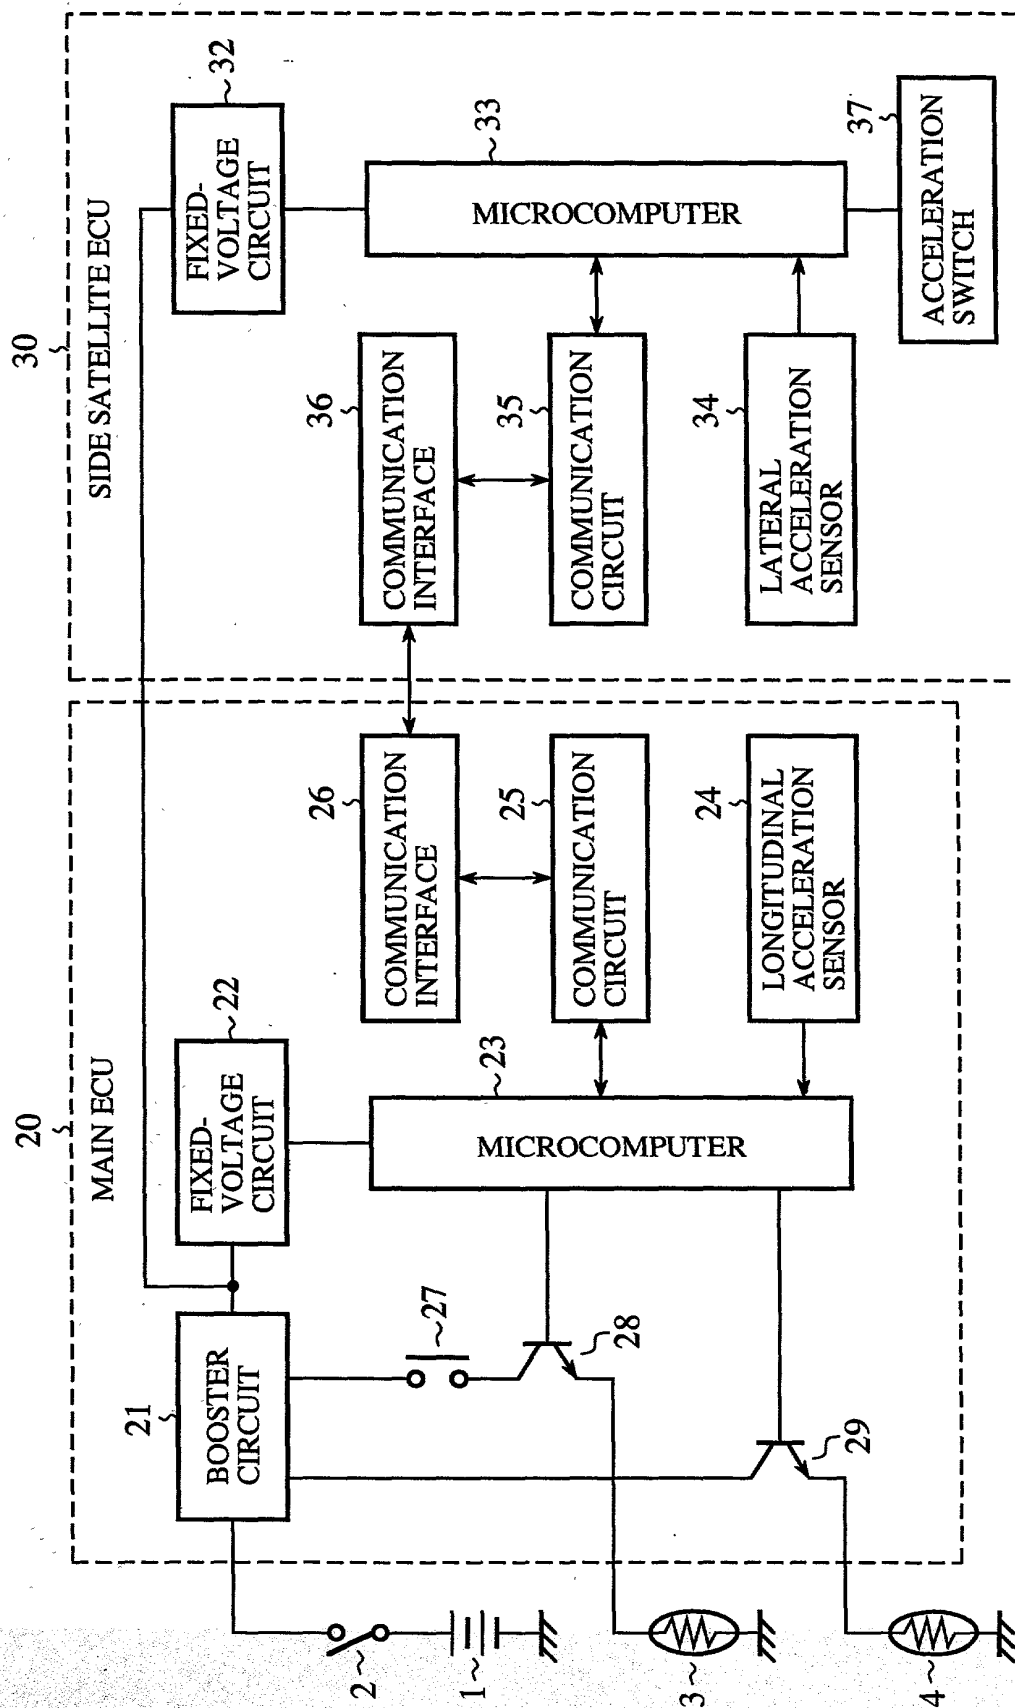 20
MAIN ECU
30
SIDE SATELLITE ECU
21
BOOSTER
CIRCUIT
22
FIXED-
VOLTAGE
CIRCUIT
32
FIXED-
VOLTAGE
CIRCUIT
2
1
27
28
23
MICROCOMPUTER
26
COMMUNICATION
INTERFACE
36
COMMUNICATION
INTERFACE
33
MICROCOMPUTER
25
COMMUNICATION
CIRCUIT
35
COMMUNICATION
CIRCUIT
3
29
24
LONGITUDINAL
ACCELERATION
SENSOR
34
LATERAL
ACCELERATION
SENSOR
37
ACCELERATION
SWITCH
4